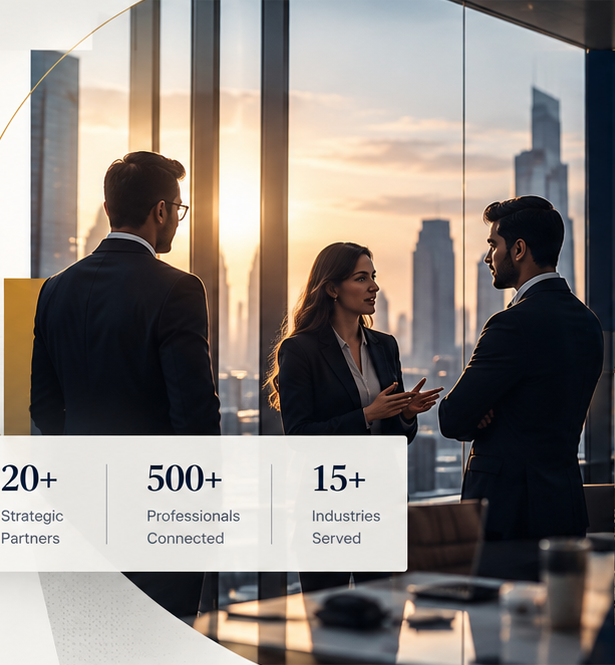 20+
Strategic
Partners
500+
Professionals
Connected
15+
Industries
Served